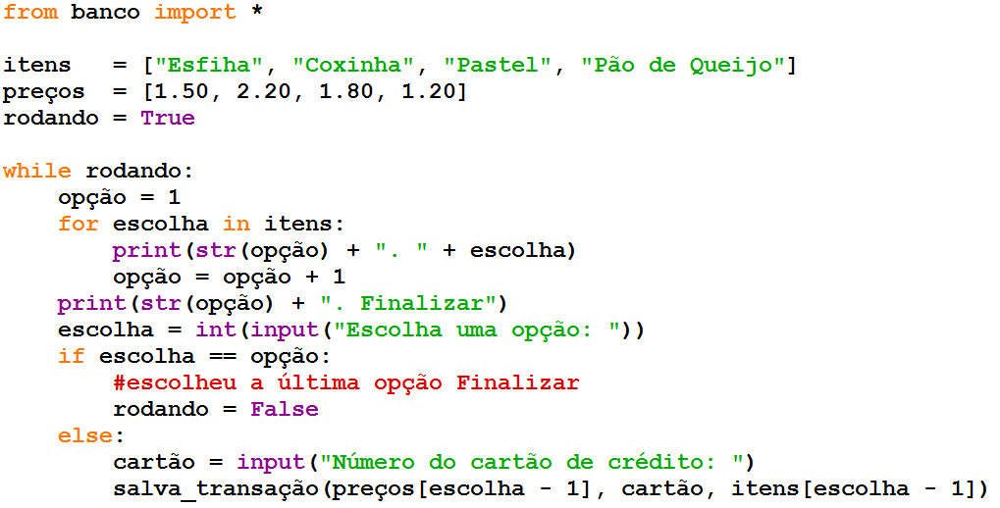 from banco import *

itens   = ["Esfiha", "Coxinha", "Pastel", "Pão de Queijo"]
preços  = [1.50, 2.20, 1.80, 1.20]
rodando = True

while rodando:
    opção = 1
    for escolha in itens:
        print(str(opção) + ". " + escolha)
        opção = opção + 1
    print(str(opção) + ". Finalizar")
    escolha = int(input("Escolha uma opção: "))
    if escolha == opção:
        #escolheu a última opção Finalizar
        rodando = False
    else:
        cartão = input("Número do cartão de crédito: ")
        salva_transação(preços[escolha - 1], cartão, itens[escolha - 1])